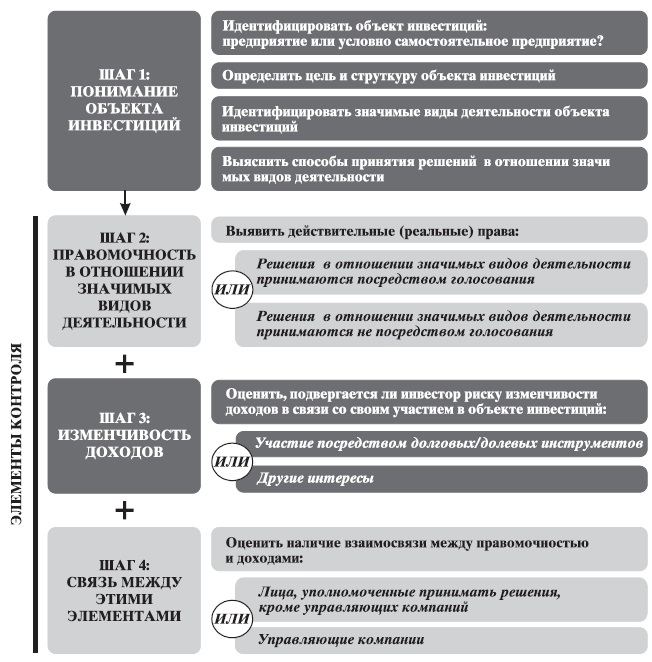 ШАГ 1:
ПОНИМАНИЕ
ОБЪЕКТА
ИНВЕСТИЦИЙ
Идентифицировать объект инвестиций:
предприятие или условно самостоятельное предприятие?
Определить цель и струткуру объекта инвестиций
Идентифицировать значимые виды деятельности объекта
инвестиций
Выяснить способы принятия решений в отношении значи
мых видов деятельности
ЭЛЕМЕНТЫ КОНТРОЛЯ
ШАГ 2:
ПРАВОМОЧНОСТЬ
В ОТНОШЕНИИ
ЗНАЧИМЫХ
ВИДОВ
ДЕЯТЕЛЬНОСТИ
Выявить действительные (реальные) права:
Решения в отношении значимых видов деятельности
принимаются посредством голосования
ИЛИ
Решения в отношении значимых видов деятельности
принимаются не посредством голосования
+
ШАГ 3:
ИЗМЕНЧИВОСТЬ
ДОХОДОВ
Оценить, подвергается ли инвестор риску изменчивости
доходов в связи со своим участием в объекте инвестиций:
Участие посредством долговых/долевых инструментов
ИЛИ
Другие интересы
+
ШАГ 4:
СВЯЗЬ МЕЖДУ
ЭТИМИ
ЭЛЕМЕНТАМИ
Оценить наличие взаимосвязи между правомочностью
и доходами:
Лица, уполномоченные принимать решения,
кроме управляющих компаний
ИЛИ
Управляющие компании